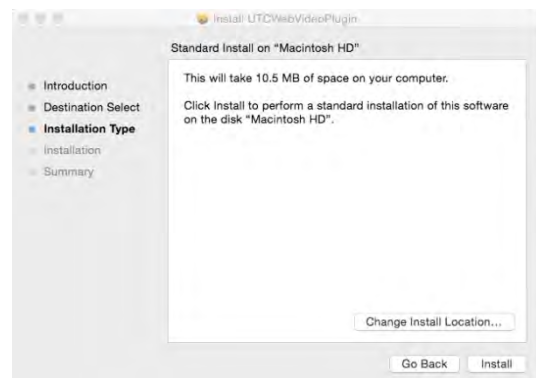 Install UTCWebVideoPlugin
Standard Install on “Macintosh HD”
Introduction
Destination Select
Installation Type
Installation
Summary
This will take 10.5 MB of space on your computer.
Click Install to perform a standard installation of this software
on the disk “Macintosh HD”.
Change Install Location...
Go Back
Install